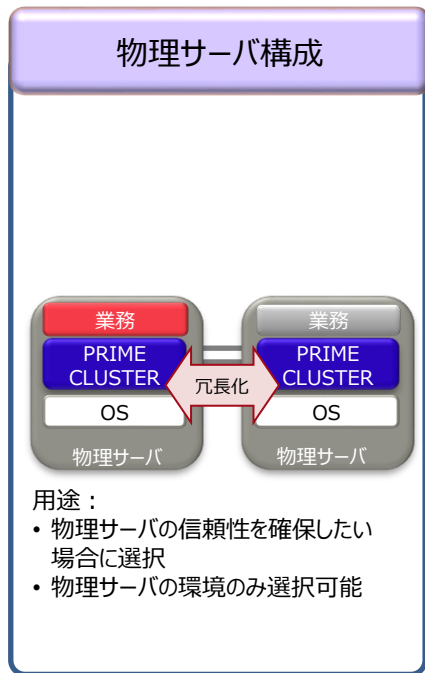 物理サーバ構成
業務
業務
PRIME
CLUSTER
PRIME
CLUSTER
冗長化
OS
OS
物理サーバ
物理サーバ
用途：
• 物理サーバの信頼性を確保したい
場合に選択
• 物理サーバの環境のみ選択可能